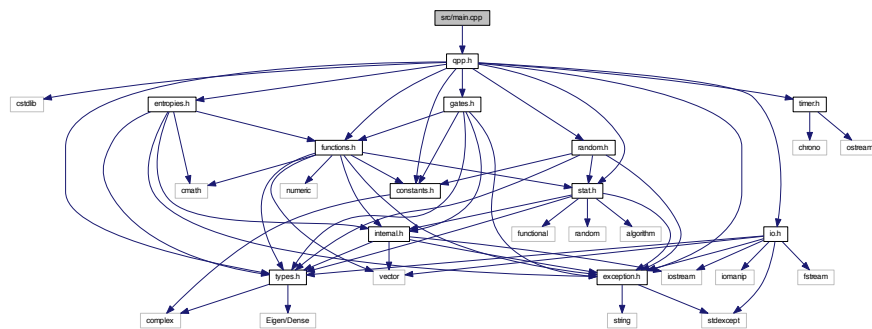 src/main.cpp
qpp.h
cstdlib
entropies.h
gates.h
timer.h
functions.h
random.h
chrono
ostream
cmath
numeric
constants.h
stat.h
internal.h
functional
random
algorithm
io.h
types.h
vector
exception.h
iostream
iomanip
fstream
complex
Eigen/Dense
string
stdexcept